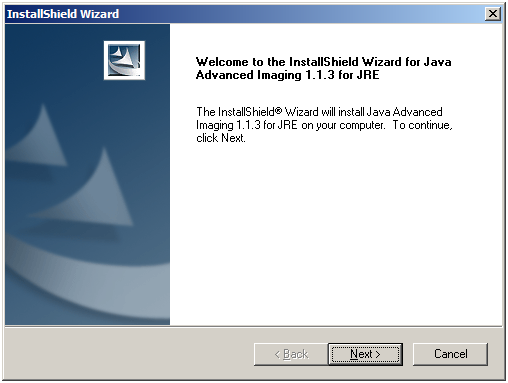 InstallShield Wizard
Welcome to the InstallShield Wizard for Java
Advanced Imaging 1.1.3 for JRE
The InstallShield® Wizard will install Java Advanced
Imaging 1.1.3 for JRE on your computer.  To continue,
click Next.
< Back
Next >
Cancel